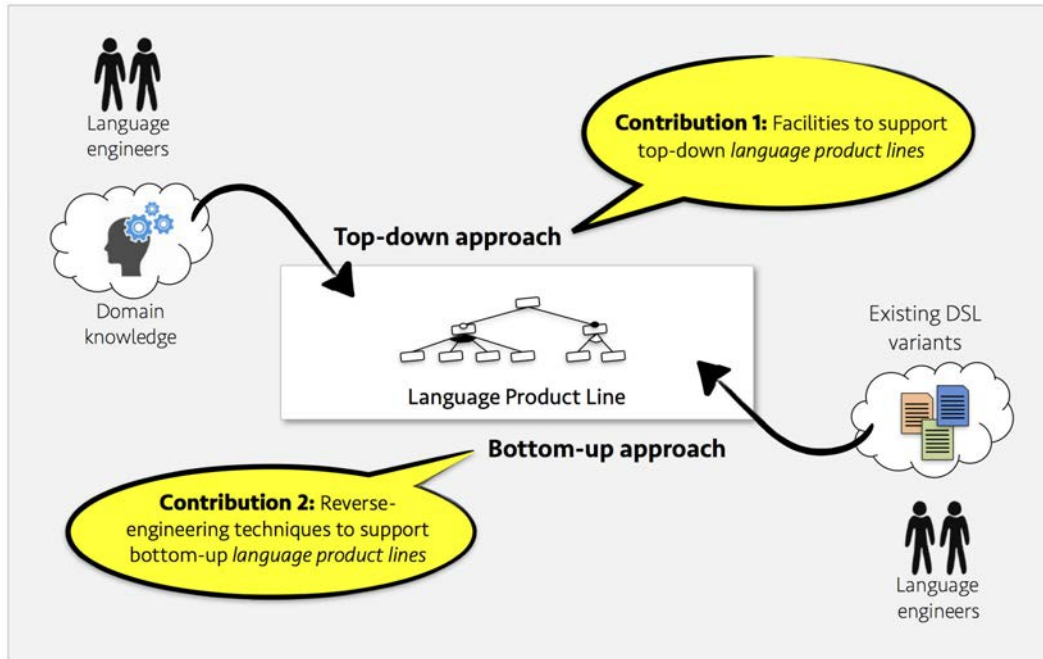 Language
engineers
Contribution 1: Facilities to support
top-down language product lines
Top-down approach
Domain
knowledge
Existing DSL
variants
Language Product Line
Bottom-up approach
Contribution 2: Reverse-
engineering techniques to support
bottom-up language product lines
Language
engineers